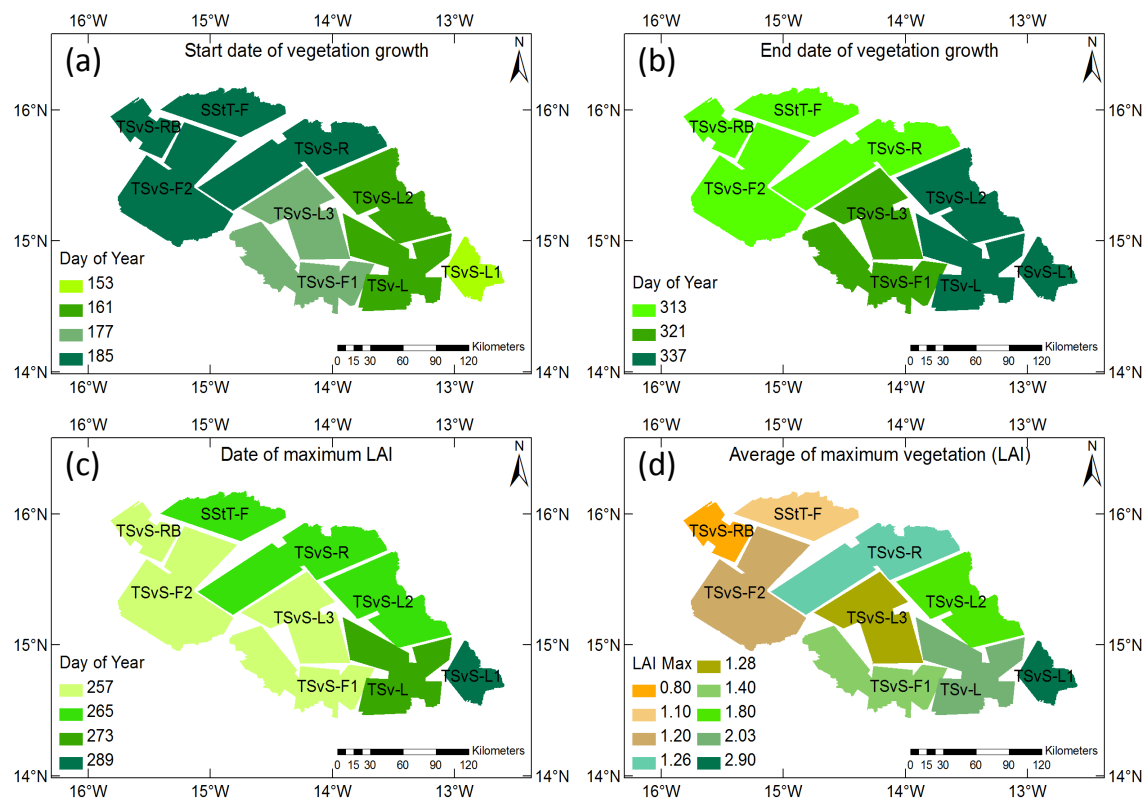 16°W 15°W 14°W 13°W
(a) Start date of vegetation growth N
16°N
15°N
14°N
SStT-F
TSvS-RB
TSvS-R
TSvS-F2
TSvS-L2
TSvS-L3
TSvS-L1
TSvS-F1
TSv-L
Day of Year
153
161
177
185
Kilometers
0 15 30 60 90 120
16°W 15°W 14°W 13°W
16°W 15°W 14°W 13°W
(b) End date of vegetation growth N
16°N
15°N
14°N
SStT-F
TSvS-RB
TSvS-R
TSvS-F2
TSvS-L2
TSvS-L3
TSvS-L1
TSvS-F1
TSv-L
Day of Year
313
321
337
Kilometers
0 15 30 60 90 120
16°W 15°W 14°W 13°W
16°W 15°W 14°W 13°W
(c) Date of maximum LAI N
16°N
15°N
14°N
SStT-F
TSvS-RB
TSvS-R
TSvS-F2
TSvS-L2
TSvS-L3
TSvS-L1
TSvS-F1
TSv-L
Day of Year
257
265
273
289
Kilometers
0 15 30 60 90 120
16°W 15°W 14°W 13°W
16°W 15°W 14°W 13°W
(d) Average of maximum vegetation (LAI) N
16°N
15°N
14°N
SStT-F
TSvS-RB
TSvS-R
TSvS-F2
TSvS-L2
TSvS-L3
TSvS-L1
TSvS-F1
TSv-L
LAI Max 1.28
0.80 1.40
1.10 1.80
1.20 2.03
1.26 2.90
Kilometers
0 15 30 60 90 120
16°W 15°W 14°W 13°W